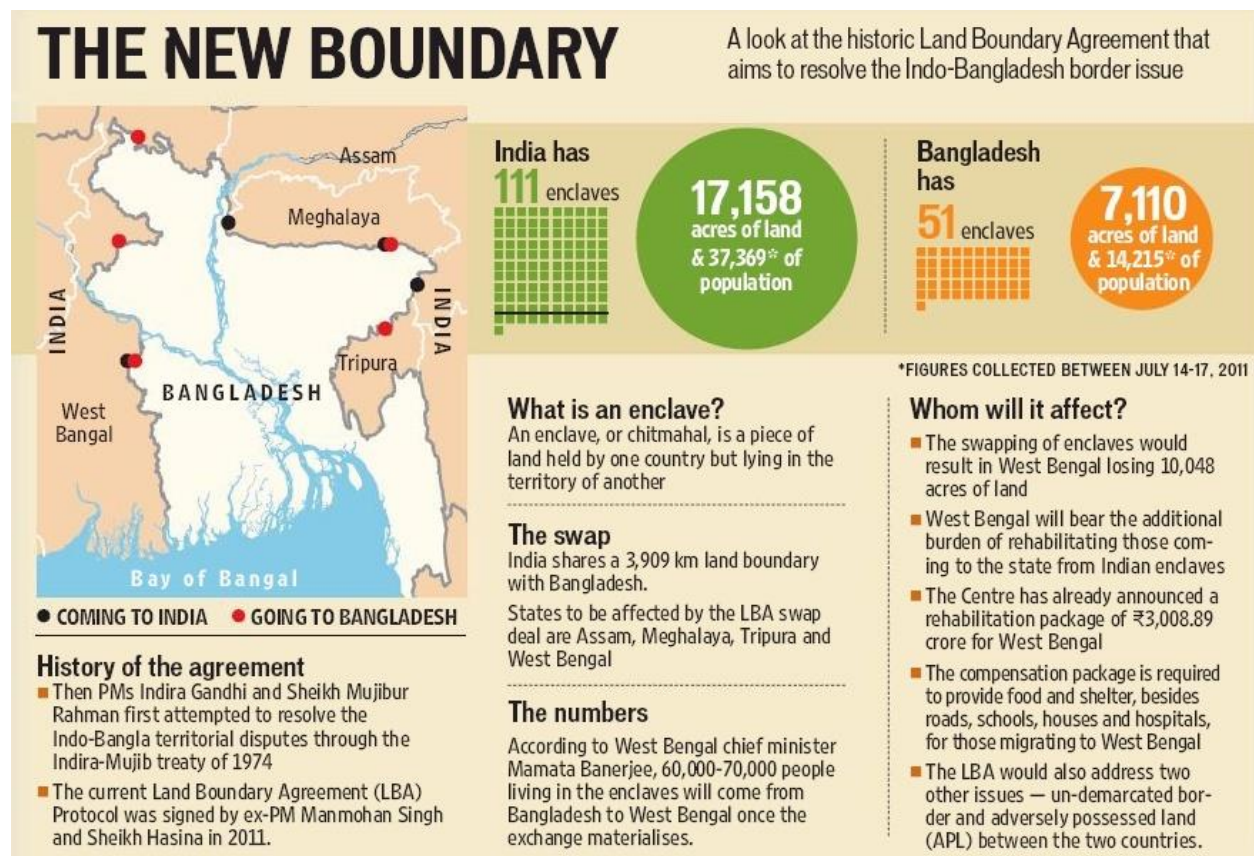 THE NEW BOUNDARY
A look at the historic Land Boundary Agreement that
aims to resolve the Indo-Bangladesh border issue
Assam
Meghalaya
INDIA
INDIA
Tripura
BANGLADESH
West
Bangal
Bay of Bangal
COMING TO INDIA
GOING TO BANGLADESH
India has
111 enclaves
17,158
acres of land
& 37,369* of
population
Bangladesh
has
51 enclaves
7,110
acres of land
& 14,215* of
population
*FIGURES COLLECTED BETWEEN JULY 14-17, 2011
History of the agreement
Then PMs Indira Gandhi and Sheikh Mujibur
Rahman first attempted to resolve the
Indo-Bangla territorial disputes through the
Indira-Mujib treaty of 1974
The current Land Boundary Agreement (LBA)
Protocol was signed by ex-PM Manmohan Singh
and Sheikh Hasina in 2011.
What is an enclave?
An enclave, or chitmahal, is a piece of
land held by one country but lying in the
territory of another
The swap
India shares a 3,909 km land boundary
with Bangladesh.
States to be affected by the LBA swap
deal are Assam, Meghalaya, Tripura and
West Bengal
The numbers
According to West Bengal chief minister
Mamata Banerjee, 60,000-70,000 people
living in the enclaves will come from
Bangladesh to West Bengal once the
exchange materialises.
Whom will it affect?
The swapping of enclaves would
result in West Bengal losing 10,048
acres of land
West Bengal will bear the additional
burden of rehabilitating those com-
ing to the state from Indian enclaves
The Centre has already announced a
rehabilitation package of ₹3,008.89
crore for West Bengal
The compensation package is required
to provide food and shelter, besides
roads, schools, houses and hospitals,
for those migrating to West Bengal
The LBA would also address two
other issues — un-demarcated bor-
der and adversely possessed land
(APL) between the two countries.